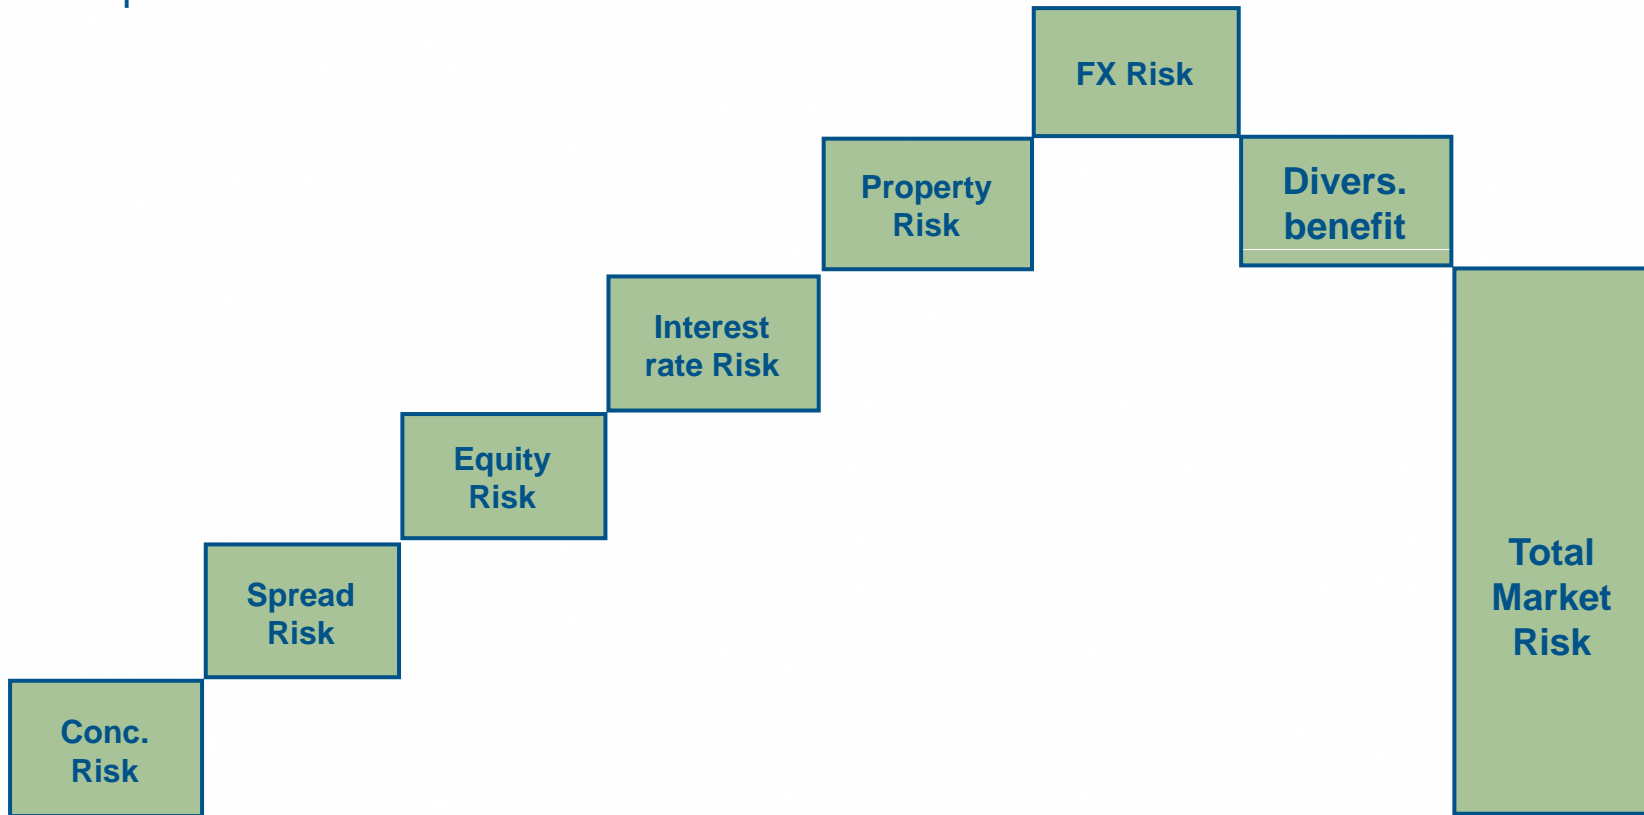 FX Risk
Property
Risk
Divers.
benefit
Interest
rate Risk
Equity
Risk
Spread
Risk
Total
Market
Risk
Conc.
Risk